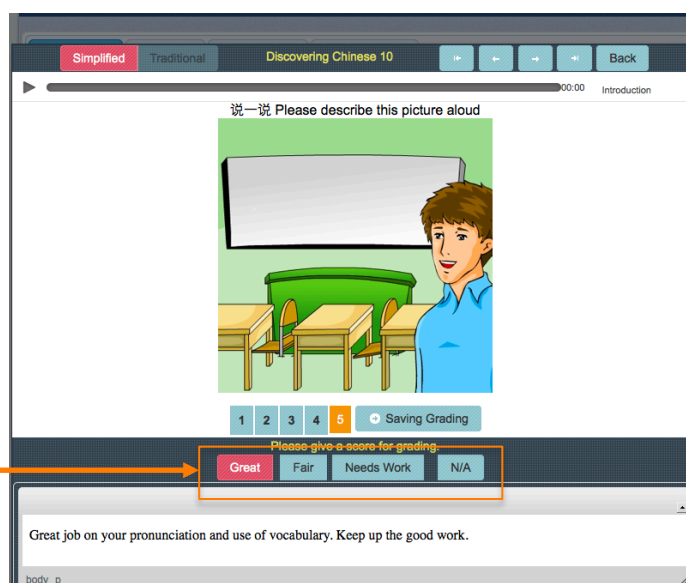 Simplified Traditional Discovering Chinese 10 Back
00:00 Introduction
说一说 Please describe this picture aloud
1 2 3 4 5 Saving Grading
Please give a score for grading.
Great Fair Needs Work N/A
Great job on your pronunciation and use of vocabulary. Keep up the good work.
body p